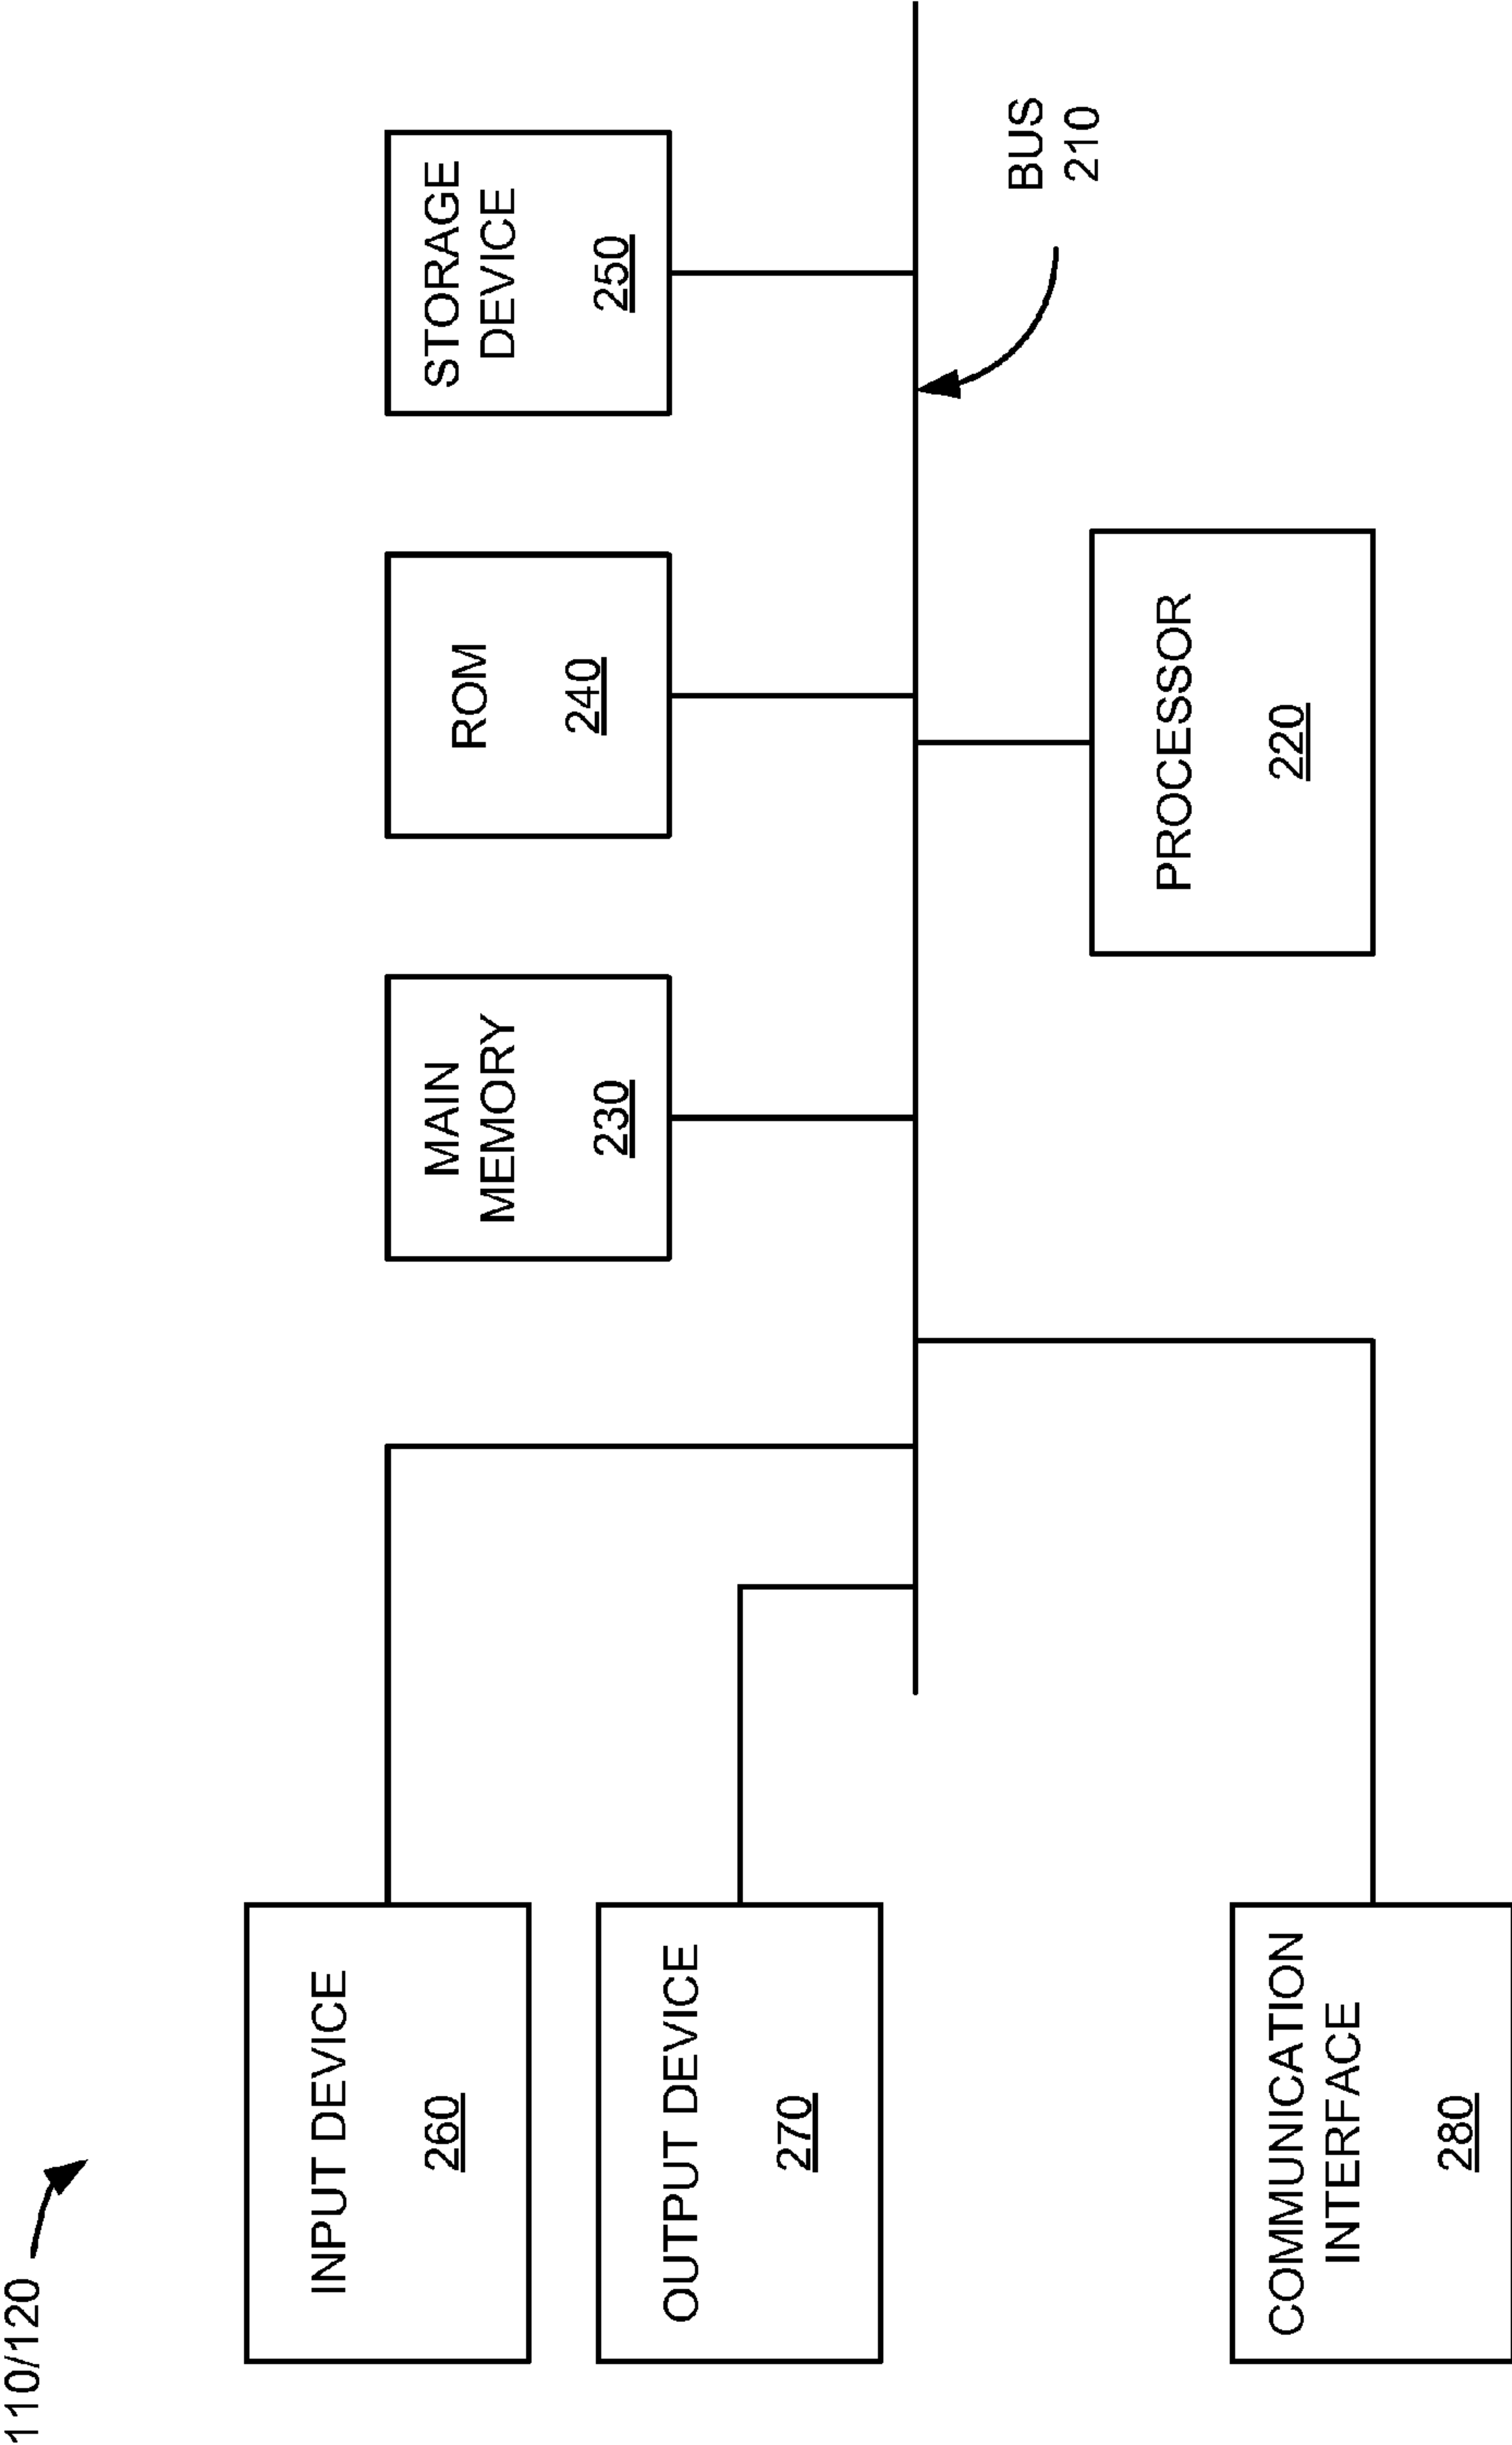 110/120
INPUT DEVICE
260
OUTPUT DEVICE
270
COMMUNICATION
INTERFACE
280
MAIN
MEMORY
230
ROM
240
STORAGE
DEVICE
250
PROCESSOR
220
BUS
210